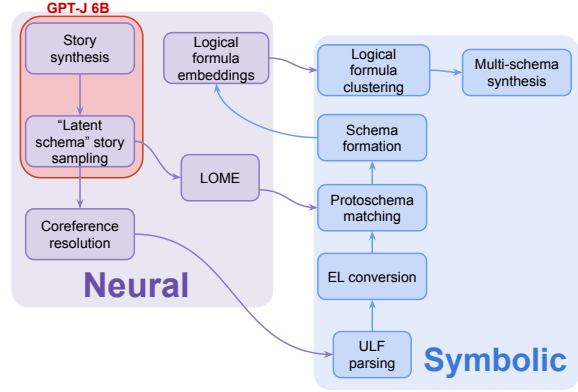 GPT-J 6B
Story
synthesis
Logical
formula
embeddings
Logical
formula
clustering
Multi-schema
synthesis
“Latent
schema” story
sampling
Schema
formation
LOME
Protoschema
matching
Coreference
resolution
EL conversion
Neural
ULF
parsing
Symbolic